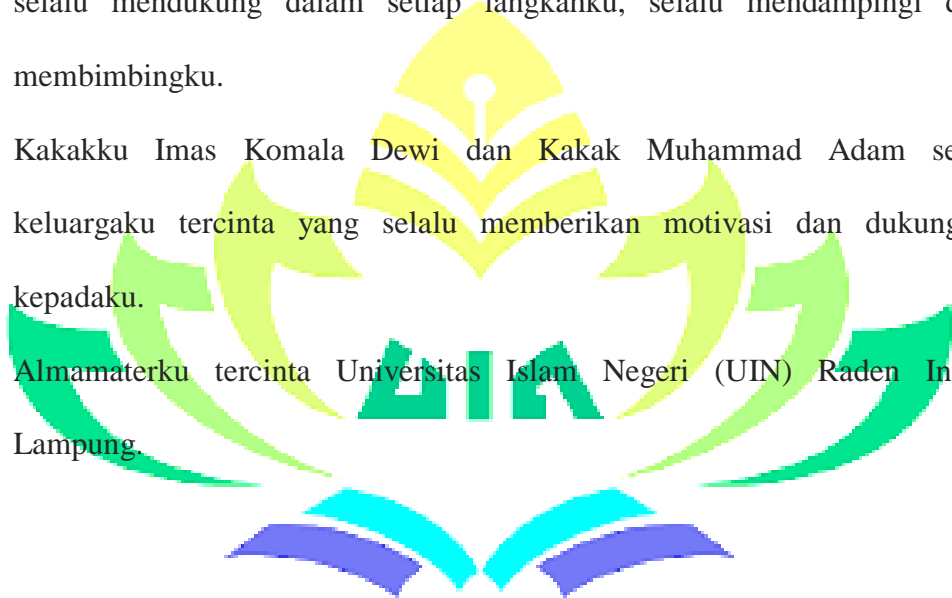 selalu mendukung dalam setiap langkahku, selalu mendampingi
membimbingku.
Kakakku Imas Komala Dewi dan Kakak Muhammad Adam
keluargaku tercinta yang selalu memberikan motivasi dan
kepadaku.
Almamaterku tercinta Universitas Islam Negeri (UIN) Raden
Lampung.